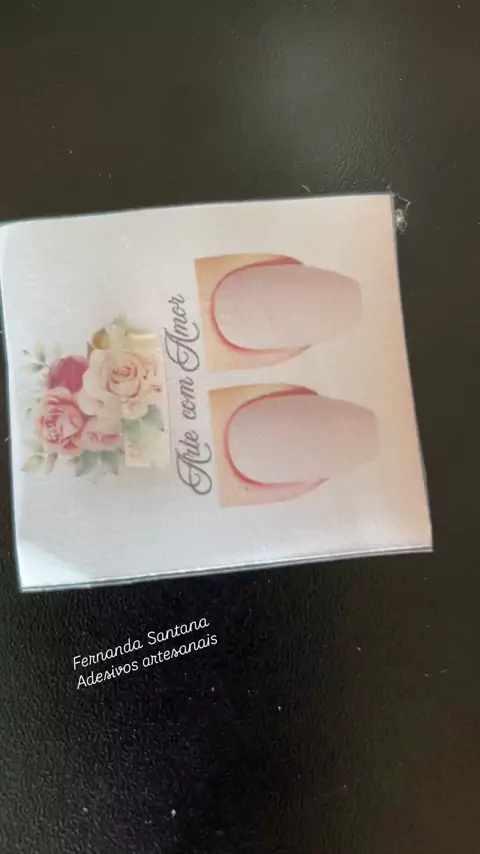 Arte com Amor
Fernanda Santana
Adesivos artesanais